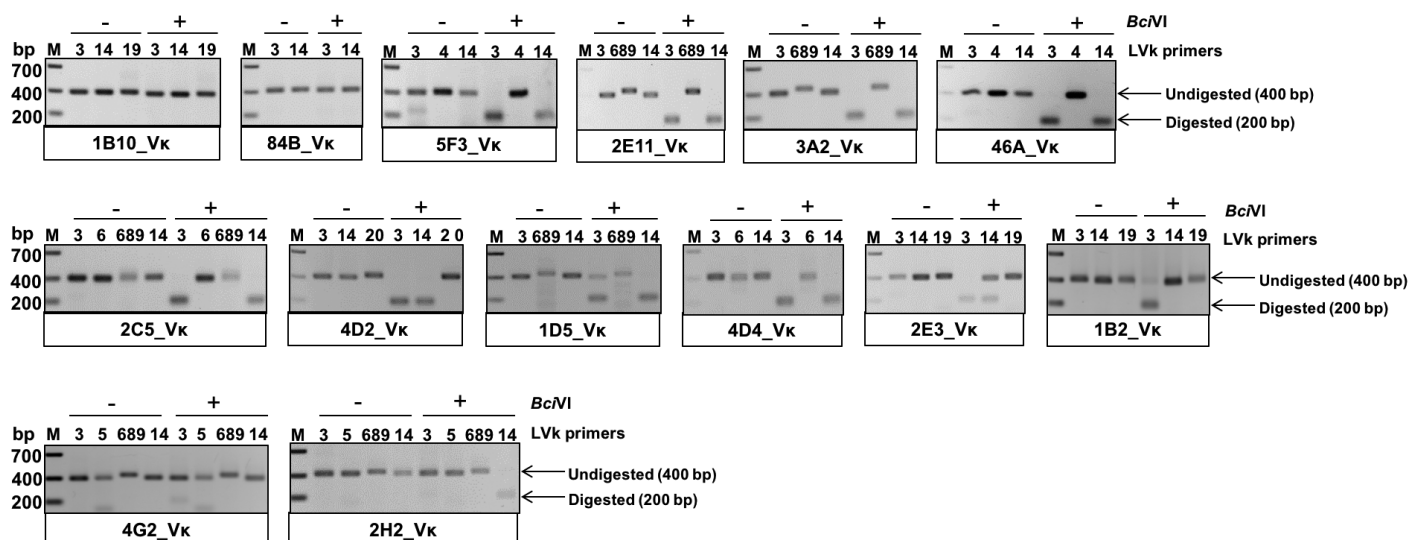 - + - + - + - + - + - + BciVI
bp M 3 14 19 3 14 19 M 3 14 3 14 M 3 4 14 3 4 14 M 3 689 14 3 689 14 M 3 689 14 3 689 14 M 3 4 14 3 4 14 LVk primers
700
400 Undigested (400 bp)
200 Digested (200 bp)
1B10_Vκ 84B_Vκ 5F3_Vκ 2E11_Vκ 3A2_Vκ 46A_Vκ
- + - + - + - + - + - + BciVI
bp M 3 6 689 14 3 6 689 14 M 3 14 20 3 14 2 0 M 3 689 14 3 689 14 M 3 6 14 3 6 14 M 3 14 19 3 14 19 M 3 14 19 3 14 19 LVk primers
700
400 Undigested (400 bp)
200 Digested (200 bp)
2C5_Vκ 4D2_Vκ 1D5_Vκ 4D4_Vκ 2E3_Vκ 1B2_Vκ
- + - + BciVI
bp M 3 5 689 14 3 5 689 14 M 3 5 689 14 3 5 689 14 LVk primers
700
400 Undigested (400 bp)
200 Digested (200 bp)
4G2_Vκ 2H2_Vκ